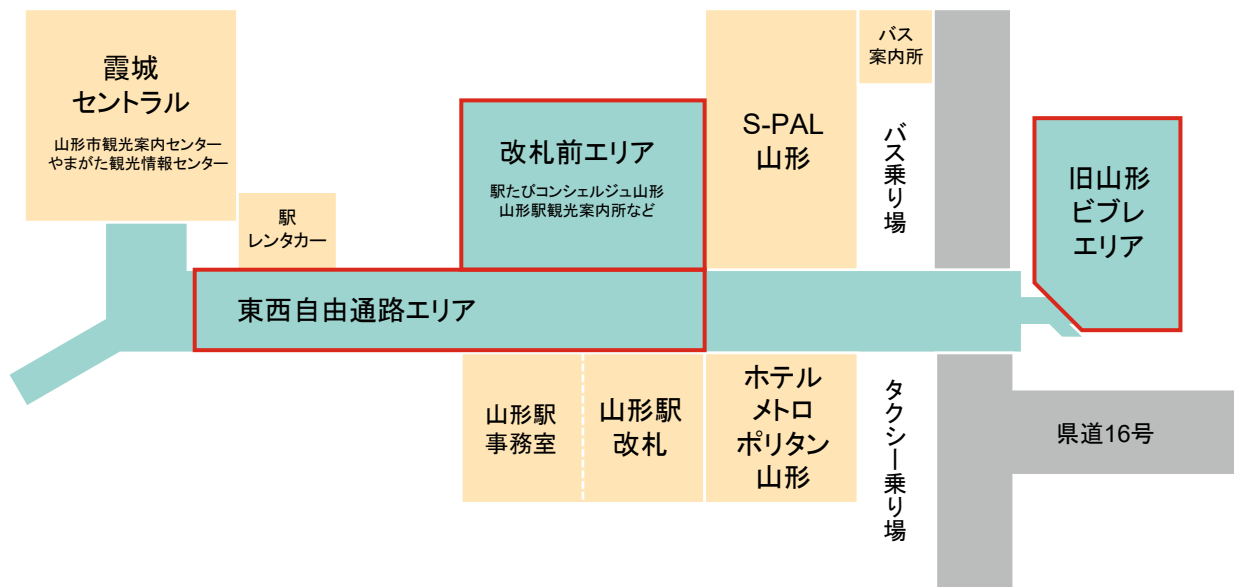 霞城
セントラル
山形市観光案内センター
やまがた観光情報センター
駅
レンタカー
改札前エリア
駅たびコンシェルジュ山形
山形駅観光案内所など
S-PAL
山形
バス
案内所
バス乗り場
旧山形
ビブレ
エリア
東西自由通路エリア
山形駅
事務室
山形駅
改札
ホテル
メトロ
ポリタン
山形
タクシー乗り場
県道16号